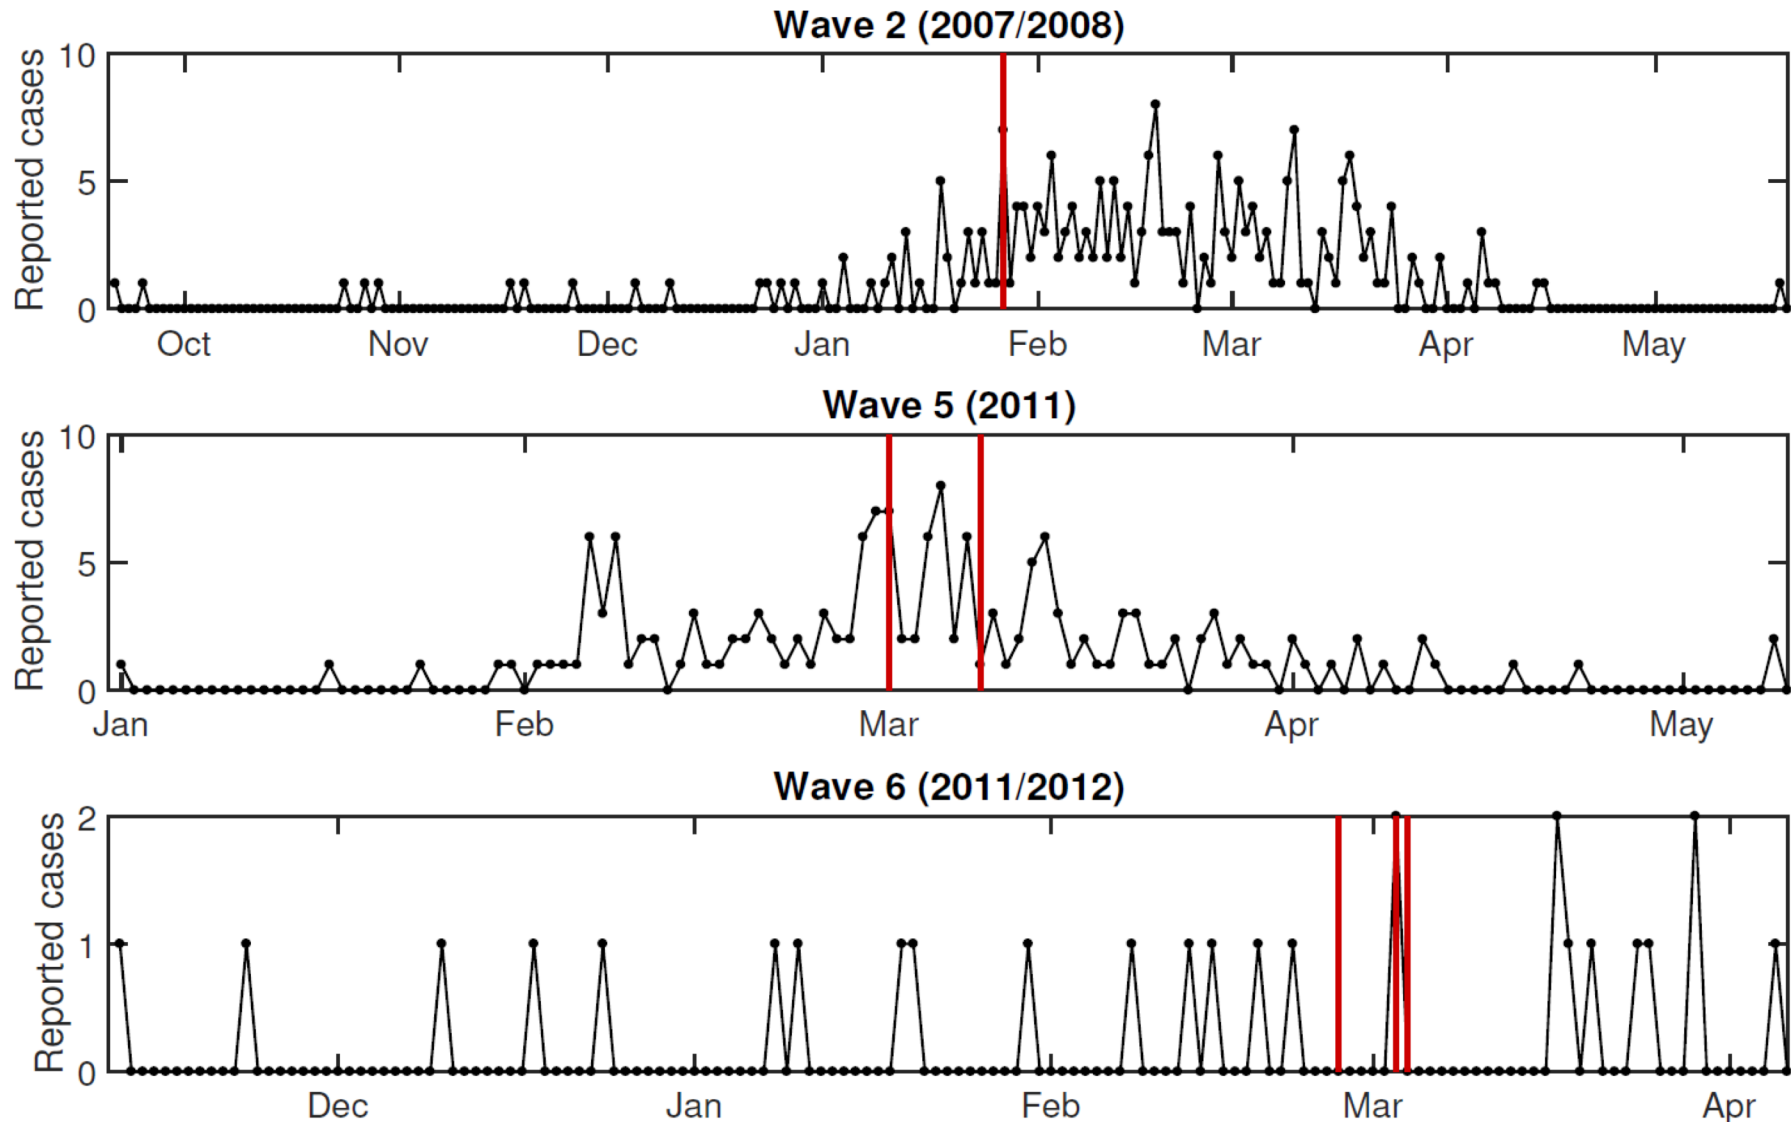 Wave 2 (2007/2008)
Reported cases
10
5
0
Oct Nov Dec Jan Feb Mar Apr May
Wave 5 (2011)
Reported cases
10
5
0
Jan Feb Mar Apr May
Wave 6 (2011/2012)
Reported cases
2
1
0
Dec Jan Feb Mar Apr